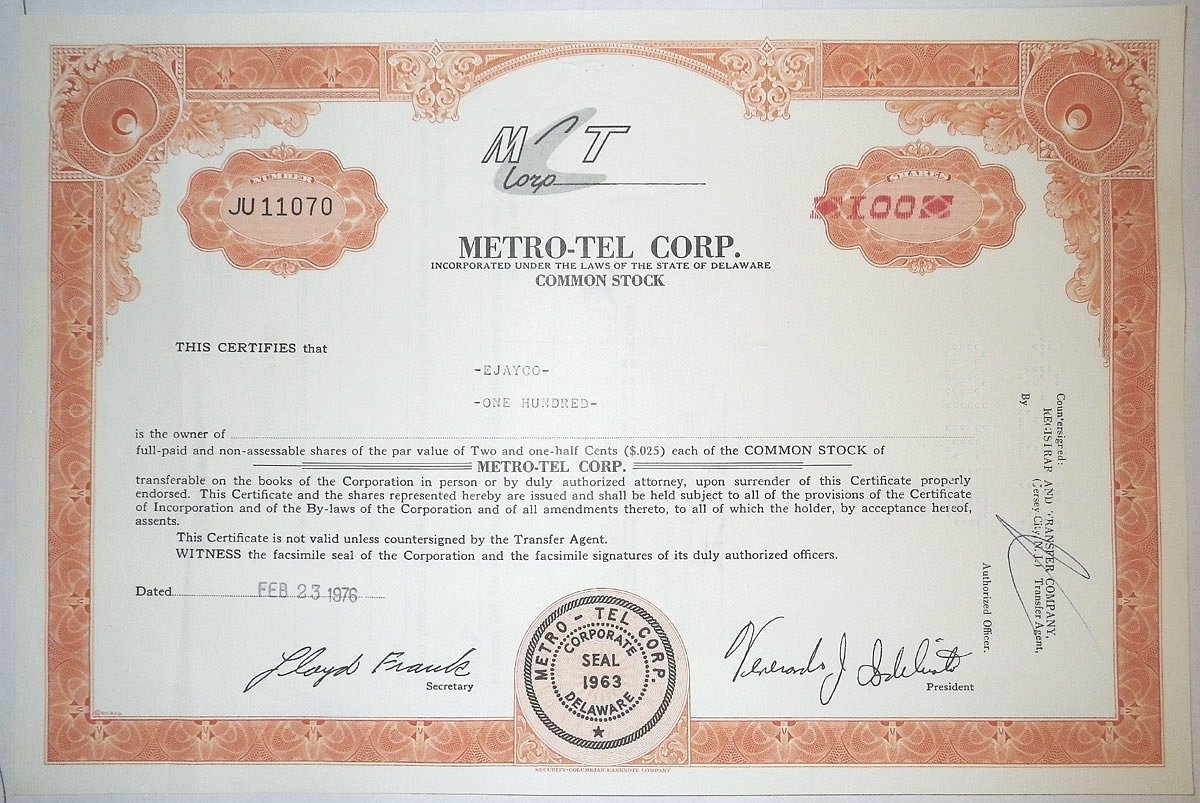 M T
Corp
NUMBER
JU 11070
SHARES
100
METRO-TEL CORP.
INCORPORATED UNDER THE LAWS OF THE STATE OF DELAWARE
COMMON STOCK
THIS CERTIFIES that
-EJAYCO-
-ONE HUNDRED-
is the owner of
full-paid and non-assessable shares of the par value of Two and one-half Cents ($.025) each of the COMMON STOCK of
METRO-TEL CORP.
transferable on the books of the Corporation in person or by duly authorized attorney, upon surrender of this Certificate properly
endorsed. This Certificate and the shares represented hereby are issued and shall be held subject to all of the provisions of the Certificate
of Incorporation and of the By-laws of the Corporation and of all amendments thereto, to all of which the holder, by acceptance hereof,
assents.
This Certificate is not valid unless countersigned by the Transfer Agent.
WITNESS the facsimile seal of the Corporation and the facsimile signatures of its duly authorized officers.
Dated FEB 23 1976
Lloyd Frank
Secretary
METRO-TEL CORP.
CORPORATE
SEAL
1963
DELAWARE
President
Countersigned:
REGISTRAR AND TRANSFER COMPANY,
(Jersey City, N.J.) Transfer Agent,
By
Authorized Officer.
SECURITY-COLUMBIAN BANKNOTE COMPANY